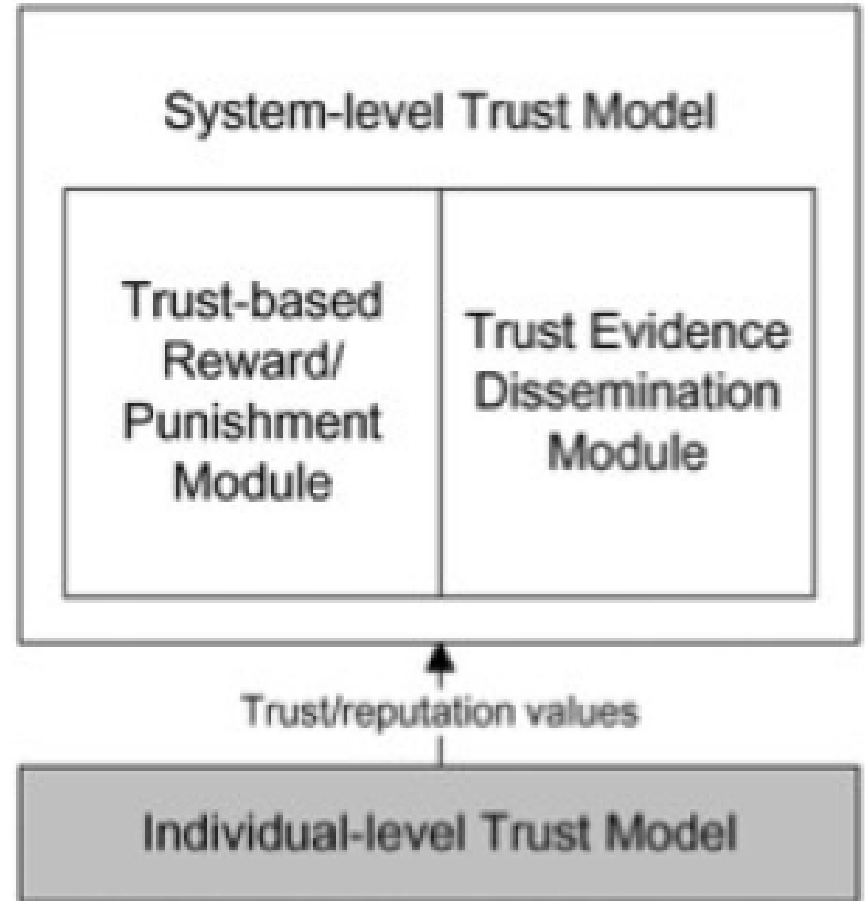 System-level Trust Model
Trust-based
Reward/
Punishment
Module
Trust Evidence
Dissemination
Module
Trust/reputation values
Individual-level Trust Model